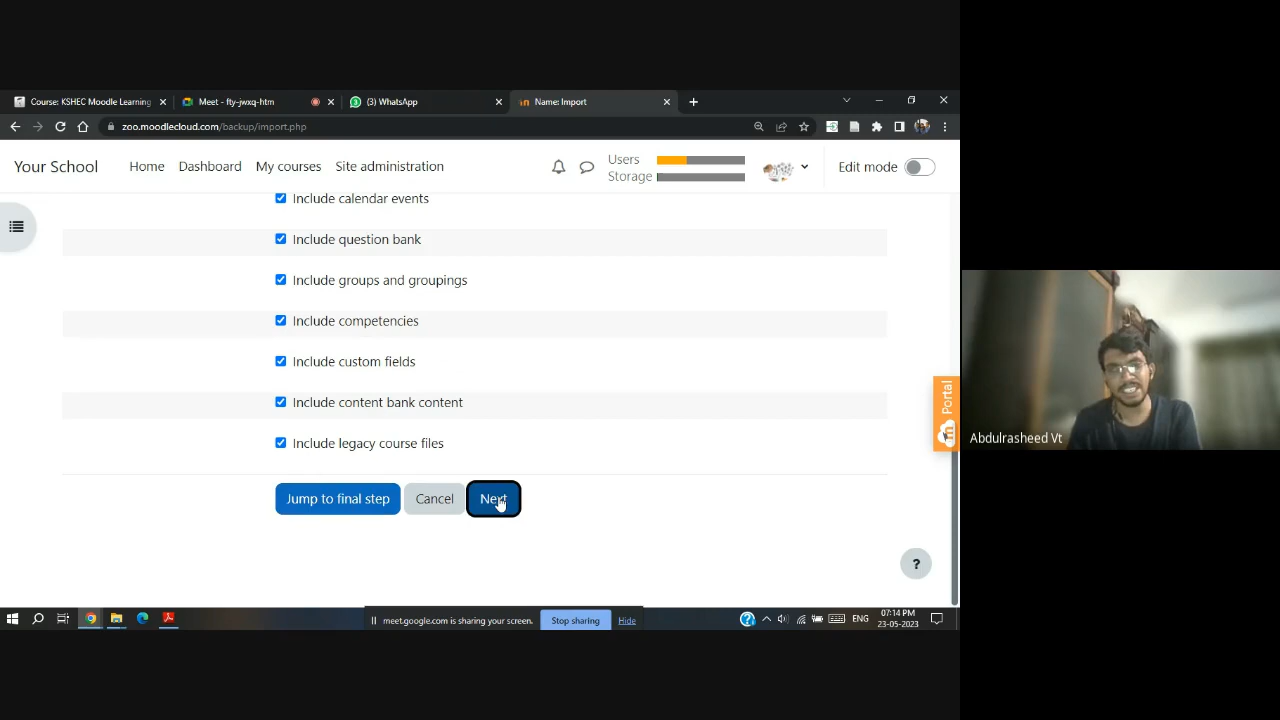 Course: KSHEC Moodle Learning
Meet - fty-jwxq-htm
(3) WhatsApp
Name: Import
zoo.moodlecloud.com/backup/import.php
Your School
Home
Dashboard
My courses
Site administration
Users
Storage
Edit mode
Include calendar events
Include question bank
Include groups and groupings
Include competencies
Include custom fields
Include content bank content
Include legacy course files
Jump to final step
Cancel
Next
?
Portal
Abdulrasheed Vt
meet.google.com is sharing your screen.
Stop sharing
Hide
ENG
07:14 PM
23-05-2023